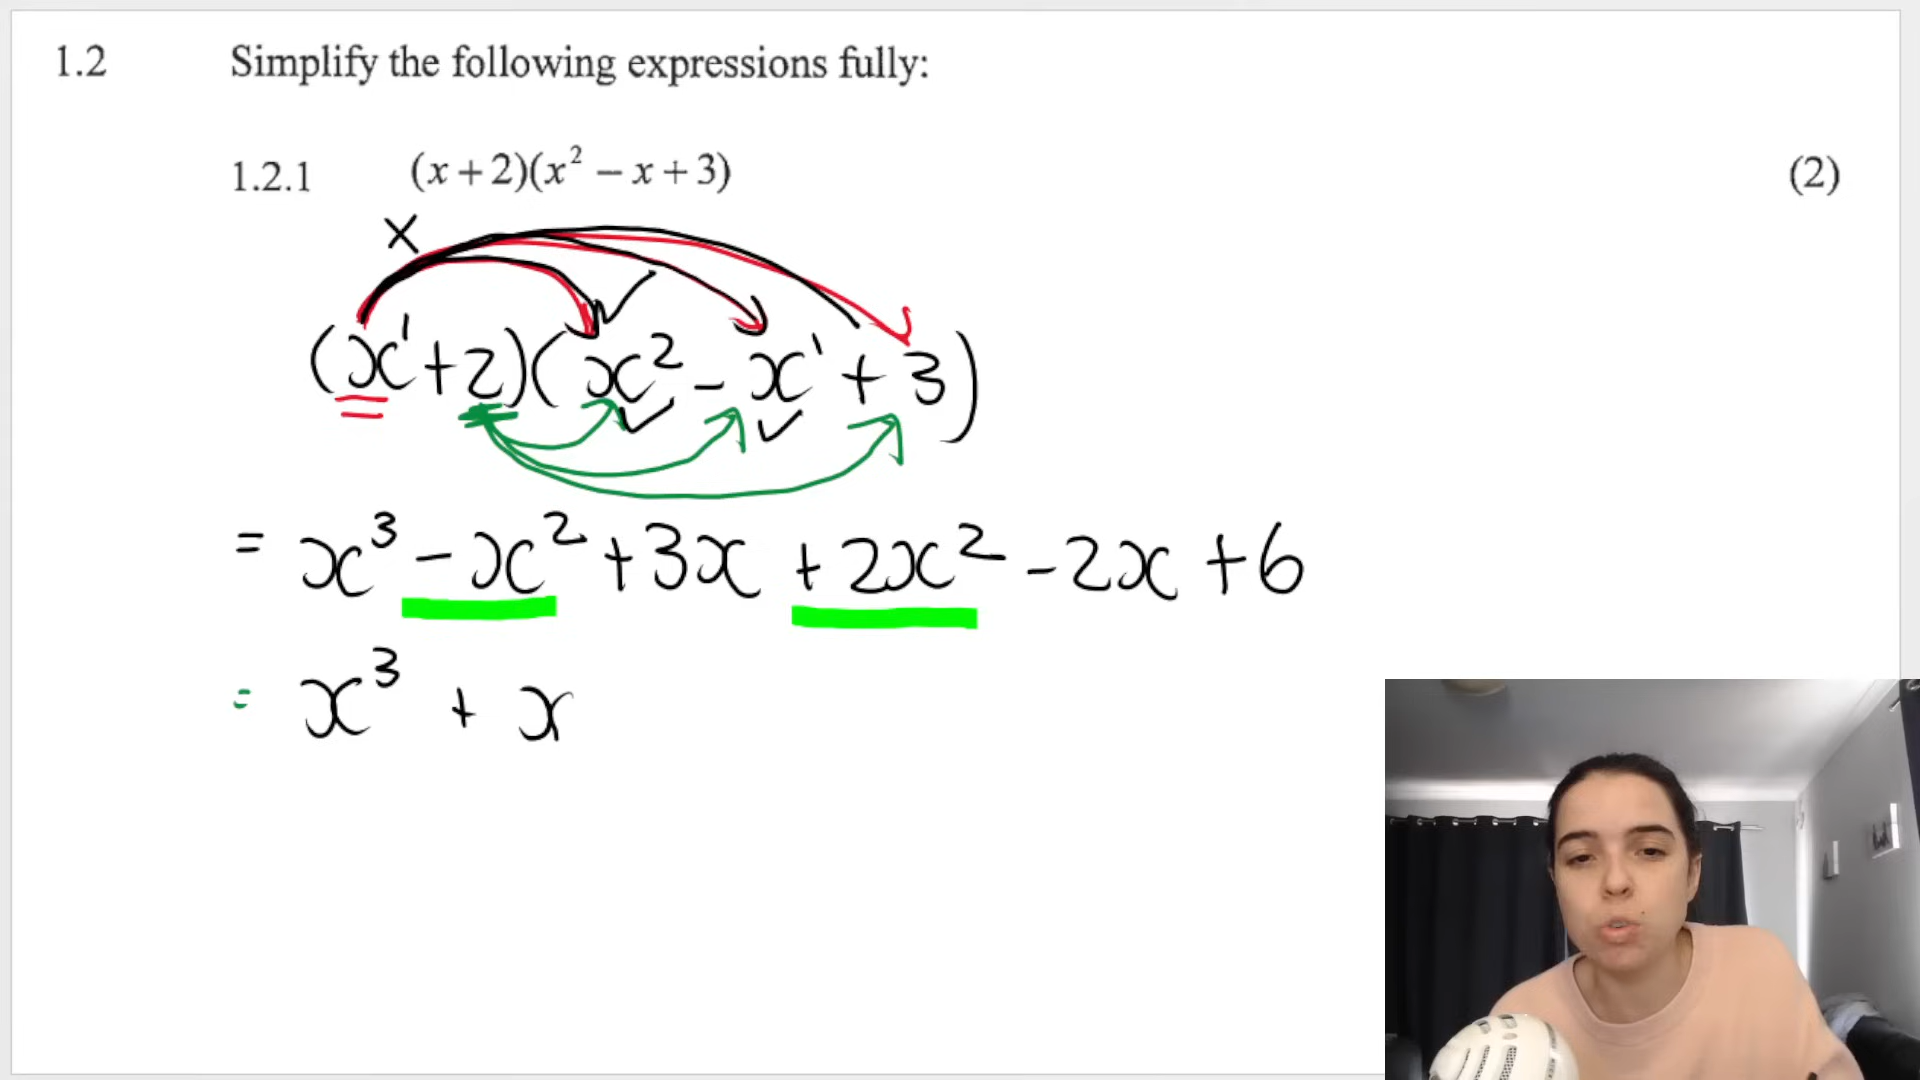 1.2 Simplify the following expressions fully:
1.2.1 (x + 2)(x² − x + 3) (2)
×
(x¹ + 2)(x² - x¹ + 3)
= x³ - x² + 3x + 2x² - 2x + 6
= x³ + x